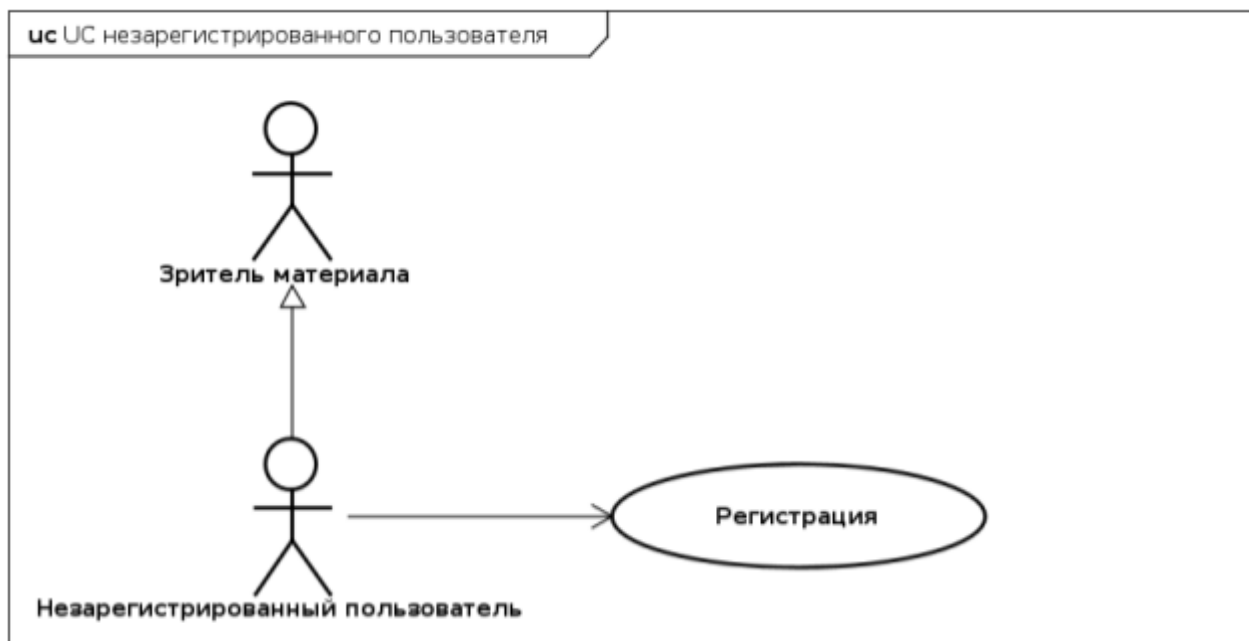 uc UC незарегистрированного пользователя
Зритель материала
Регистрация
Незарегистрированный пользователь